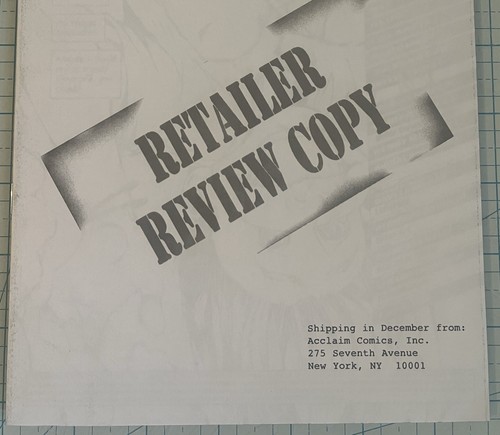 RETAILER
REVIEW COPY
Shipping in December from:
Acclaim Comics, Inc.
275 Seventh Avenue
New York, NY  10001